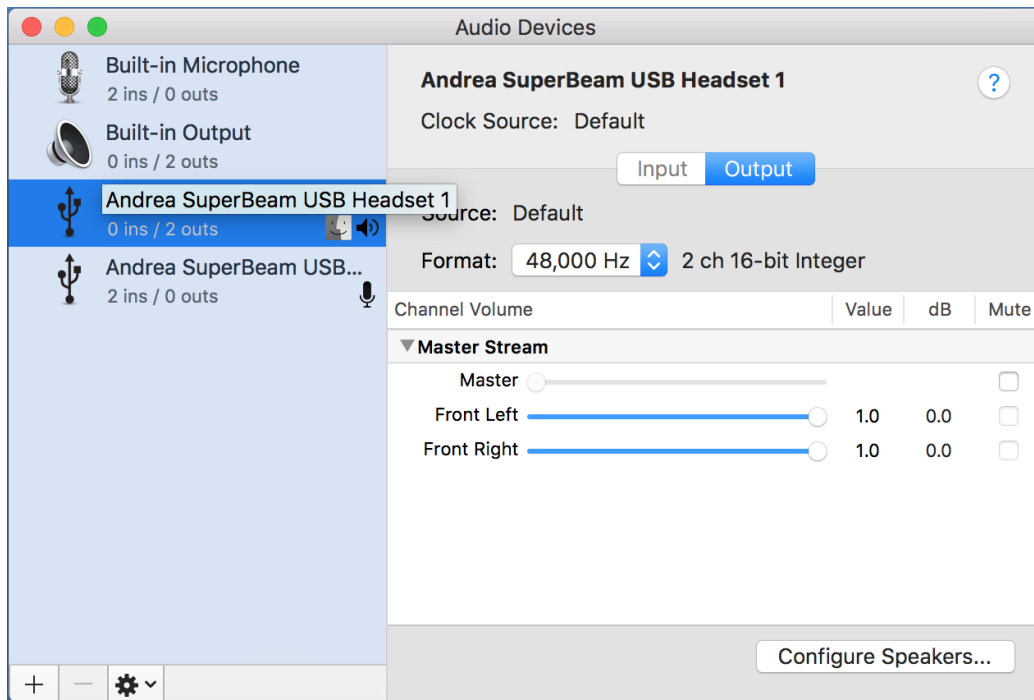 Audio Devices
Built-in Microphone
2 ins / 0 outs
Built-in Output
0 ins / 2 outs
Andrea SuperBeam USB Headset 1
0 ins / 2 outs
Andrea SuperBeam USB...
2 ins / 0 outs
Andrea SuperBeam USB Headset 1
?
Clock Source: Default
Input Output
Source: Default
Format: 48,000 Hz 2 ch 16-bit Integer
Channel Volume Value dB Mute
Master Stream
Master
Front Left 1.0 0.0
Front Right 1.0 0.0
Configure Speakers...